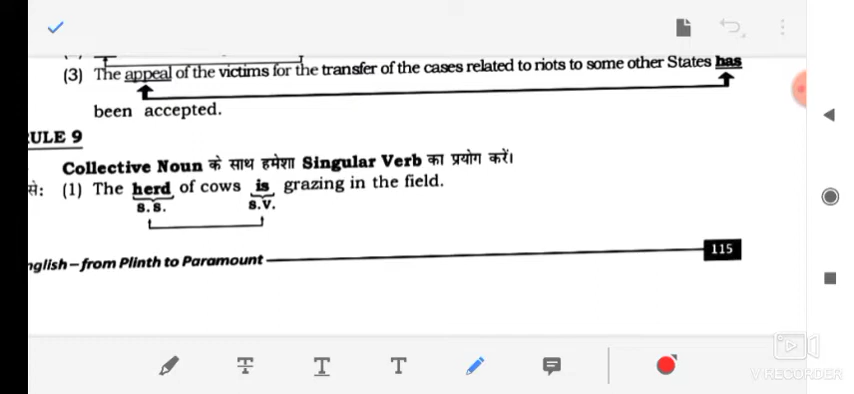 (3) The appeal of the victims for the transfer of the cases related to riots to some other States has
been accepted.
RULE 9
Collective Noun के साथ हमेशा Singular Verb का प्रयोग करें।
से: (1) The herd of cows is grazing in the field.
S.S. S.V.
nglish – from Plinth to Paramount 115
T T T
V RECORDER